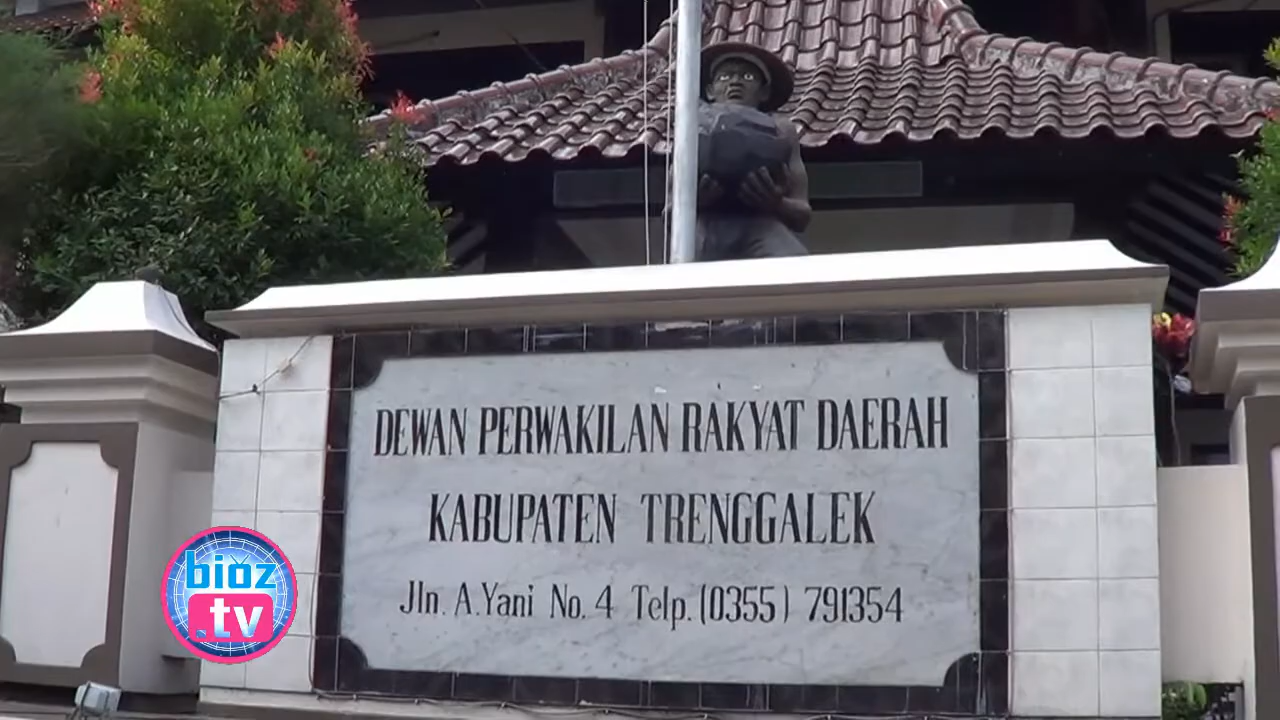 DEWAN PERWAKILAN RAKYAT DAERAH
KABUPATEN TRENGGALEK
Jln. A.Yani No. 4 Telp. (0355) 791354
bioz
.tv